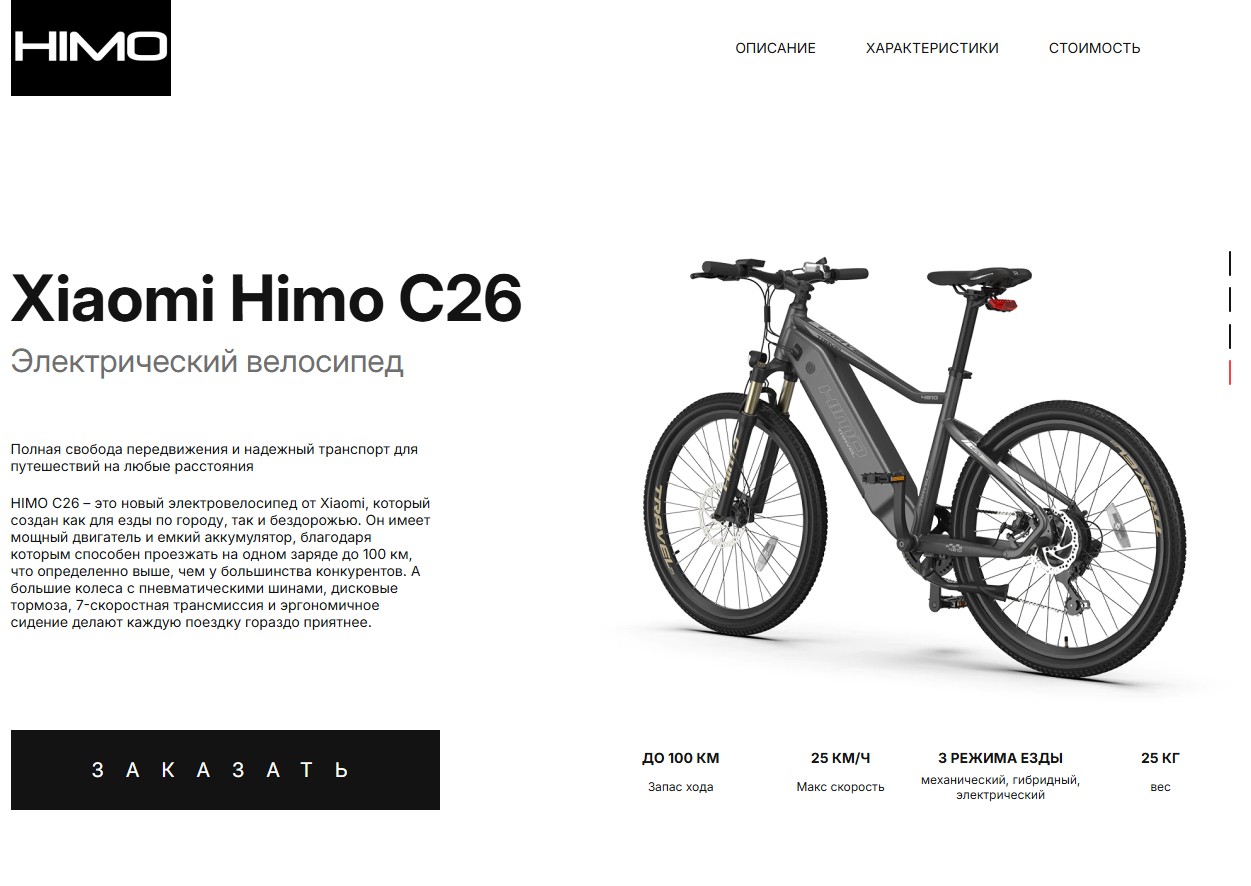 HIMO
ОПИСАНИЕ
ХАРАКТЕРИСТИКИ
СТОИМОСТЬ
Xiaomi Himo C26
Электрический велосипед
Полная свобода передвижения и надежный транспорт для
путешествий на любые расстояния
HIMO C26 – это новый электровелосипед от Xiaomi, который
создан как для езды по городу, так и бездорожью. Он имеет
мощный двигатель и емкий аккумулятор, благодаря
которым способен проезжать на одном заряде до 100 км,
что определенно выше, чем у большинства конкурентов. А
большие колеса с пневматическими шинами, дисковые
тормоза, 7-скоростная трансмиссия и эргономичное
сидение делают каждую поездку гораздо приятнее.
HIMO
ЗАКАЗАТЬ
ДО 100 КМ
Запас хода
25 КМ/Ч
Макс скорость
3 РЕЖИМА ЕЗДЫ
механический, гибридный,
электрический
25 КГ
вес